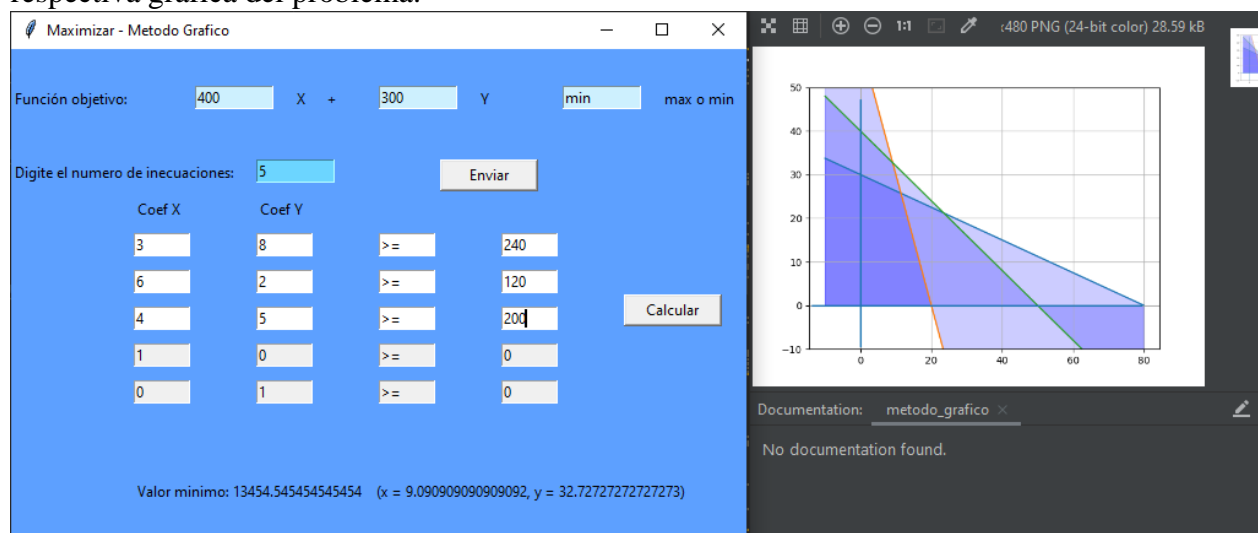 respectiva gráfica del problema.
Maximizar - Metodo Grafico
1:1
:480 PNG (24-bit color) 28.59 kB
Función objetivo: 400 X + 300 Y min max o min
Digite el numero de inecuaciones: 5 Enviar
Coef X Coef Y
3 8 >= 240
6 2 >= 120
4 5 >= 200
Calcular
1 0 >= 0
0 1 >= 0
Valor minimo: 13454.545454545454 (x = 9.090909090909092, y = 32.72727272727273)
50
40
30
20
10
0
−10
0 20 40 60 80
Documentation: metodo_grafico ×
No documentation found.